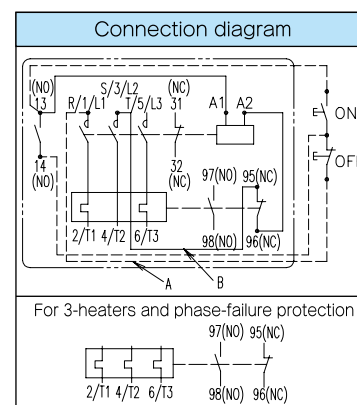 Connection diagram
(NO)
13
S/3/L2
R/1/L1
T/5/L3
(NC)
31
A1 A2
ON
14
(NO)
32
(NC)
97(NO) 95(NC)
2/T1 4/T2 6/T3
98(NO) 96(NC)
A
B
For 3-heaters and phase-failure protection
97(NO) 95(NC)
2/T1 4/T2 6/T3
98(NO) 96(NC)